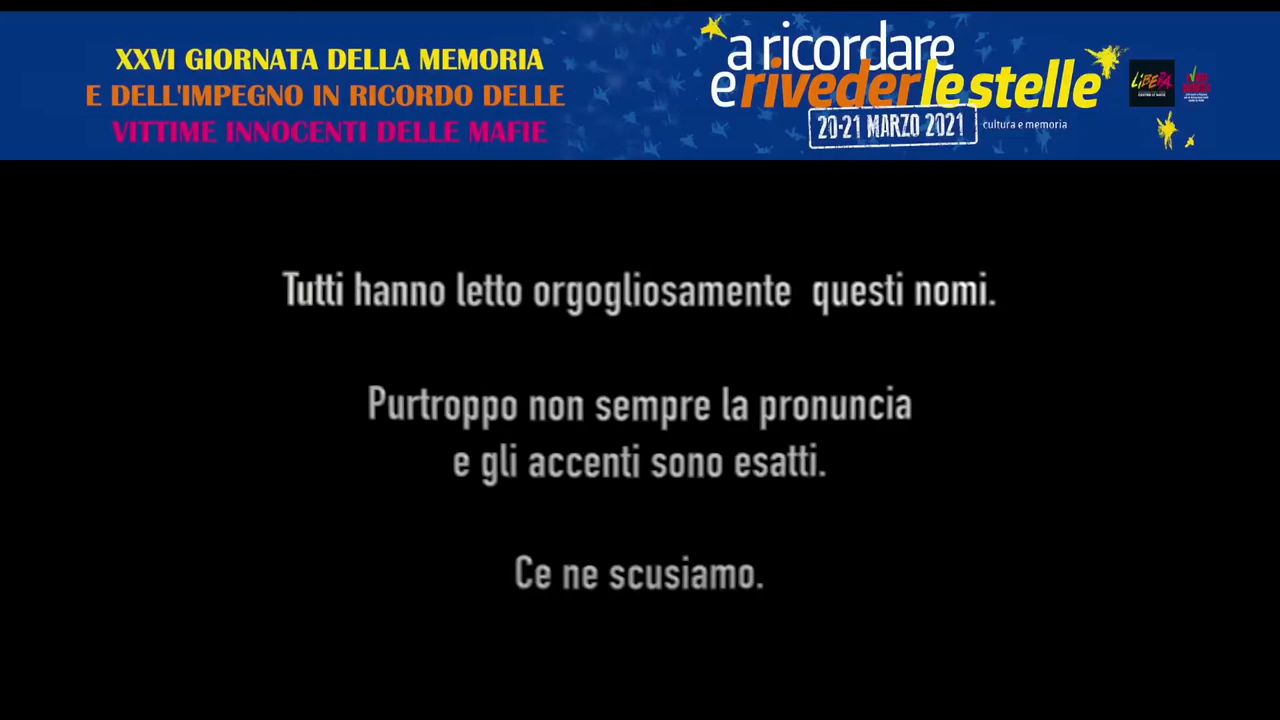 XXVI GIORNATA DELLA MEMORIA
E DELL'IMPEGNO IN RICORDO DELLE
VITTIME INNOCENTI DELLE MAFIE
a ricordare
e riveder le stelle
20-21 MARZO 2021
cultura e memoria
LIBERA
Tutti hanno letto orgogliosamente questi nomi.
Purtroppo non sempre la pronuncia
e gli accenti sono esatti.
Ce ne scusiamo.